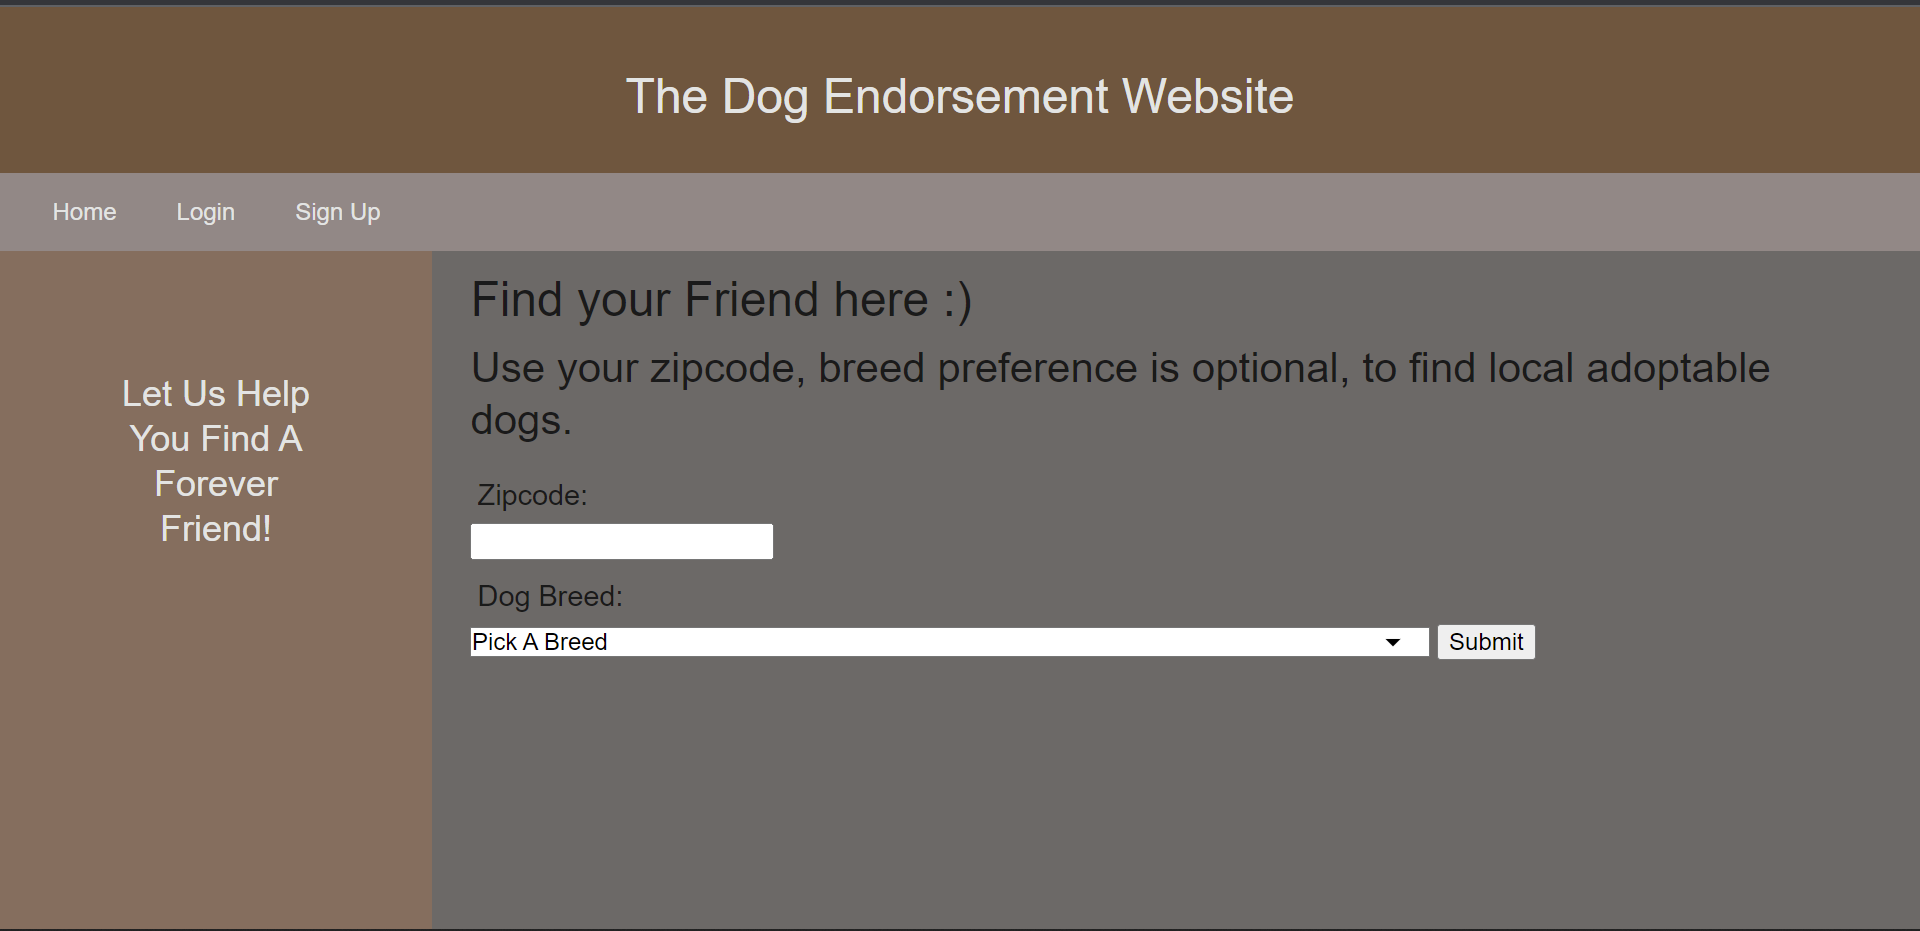 The Dog Endorsement Website
Home Login Sign Up
Let Us Help
You Find A
Forever
Friend!
Find your Friend here :)
Use your zipcode, breed preference is optional, to find local adoptable
dogs.
Zipcode:
Dog Breed:
Pick A Breed Submit